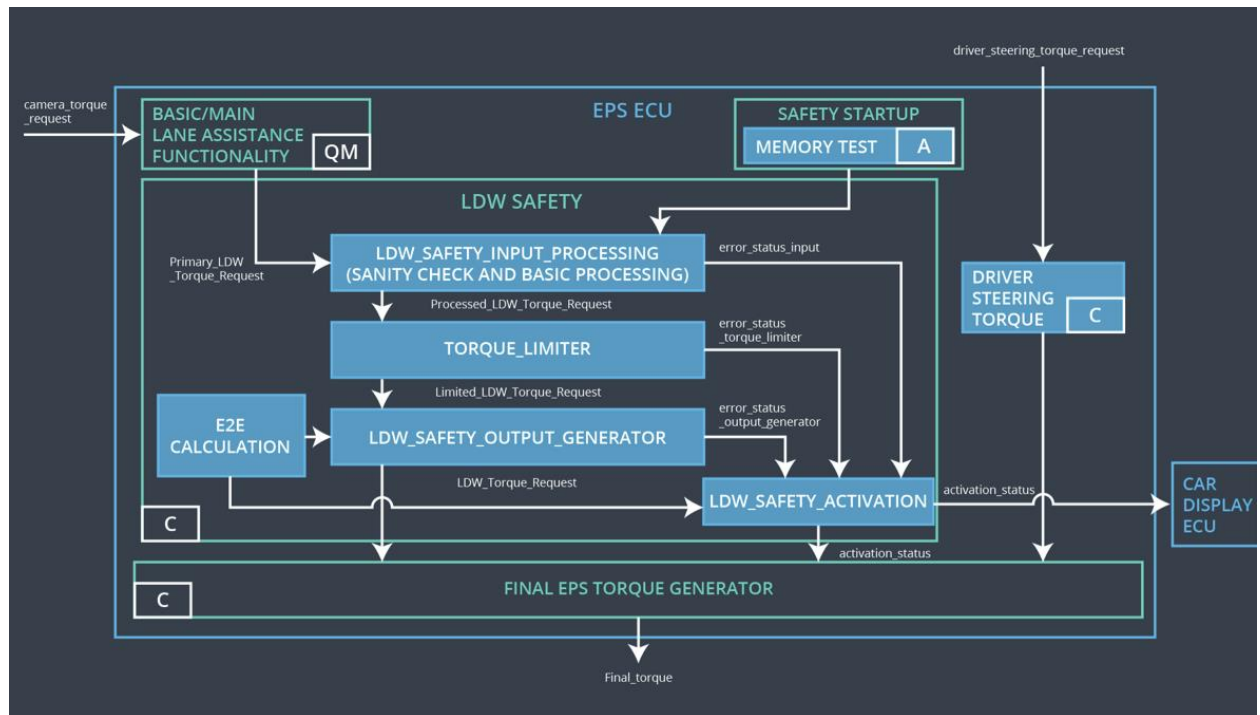 driver_steering_torque_request
camera_torque
_request
EPS ECU
BASIC/MAIN
LANE ASSISTANCE
FUNCTIONALITY
QM
SAFETY STARTUP
MEMORY TEST
A
LDW SAFETY
Primary_LDW
_Torque_Request
LDW_SAFETY_INPUT_PROCESSING
(SANITY CHECK AND BASIC PROCESSING)
error_status_input
DRIVER
STEERING
TORQUE
C
Processed_LDW_Torque_Request
TORQUE_LIMITER
error_status
_torque_limiter
Limited_LDW_Torque_Request
E2E
CALCULATION
LDW_SAFETY_OUTPUT_GENERATOR
error_status
_output_generator
LDW_Torque_Request
LDW_SAFETY_ACTIVATION
activation_status
CAR
DISPLAY
ECU
C
activation_status
FINAL EPS TORQUE GENERATOR
C
Final_torque